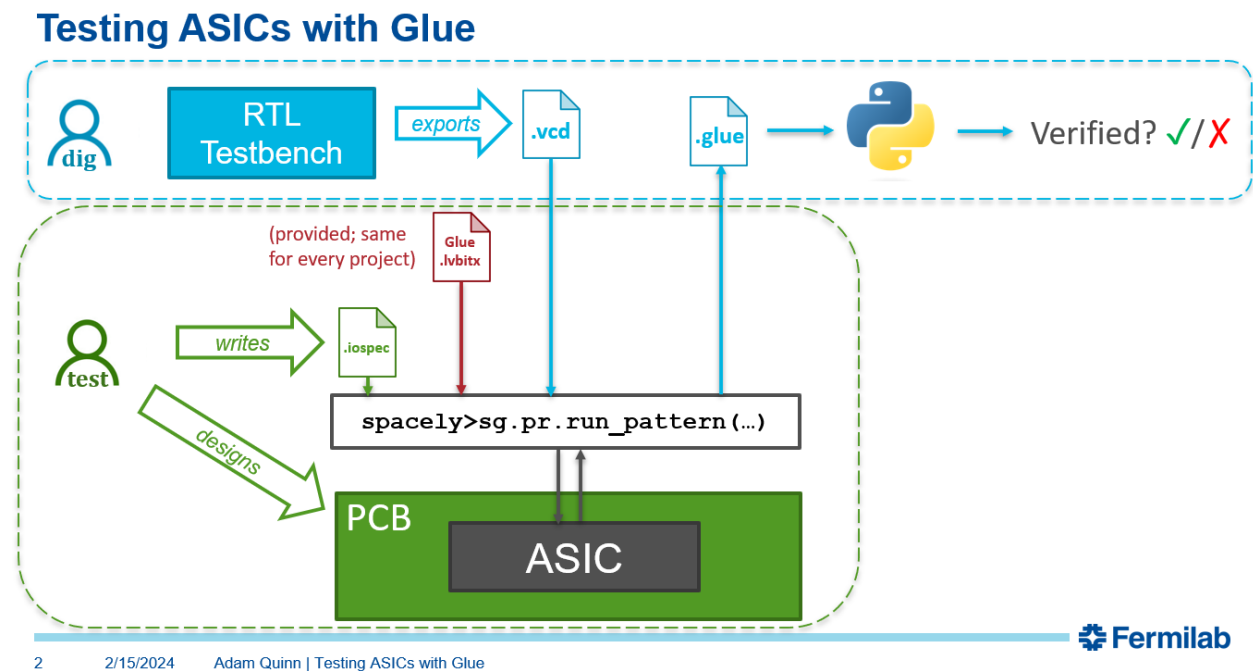 Testing ASICs with Glue
dig
RTL
Testbench
exports
.vcd
.glue
Verified? ✓/✗
(provided; same
for every project)
Glue
.lvbitx
test
writes
.iospec
designs
spacely>sg.pr.run_pattern(…)
PCB
ASIC
Fermilab
2 2/15/2024 Adam Quinn | Testing ASICs with Glue